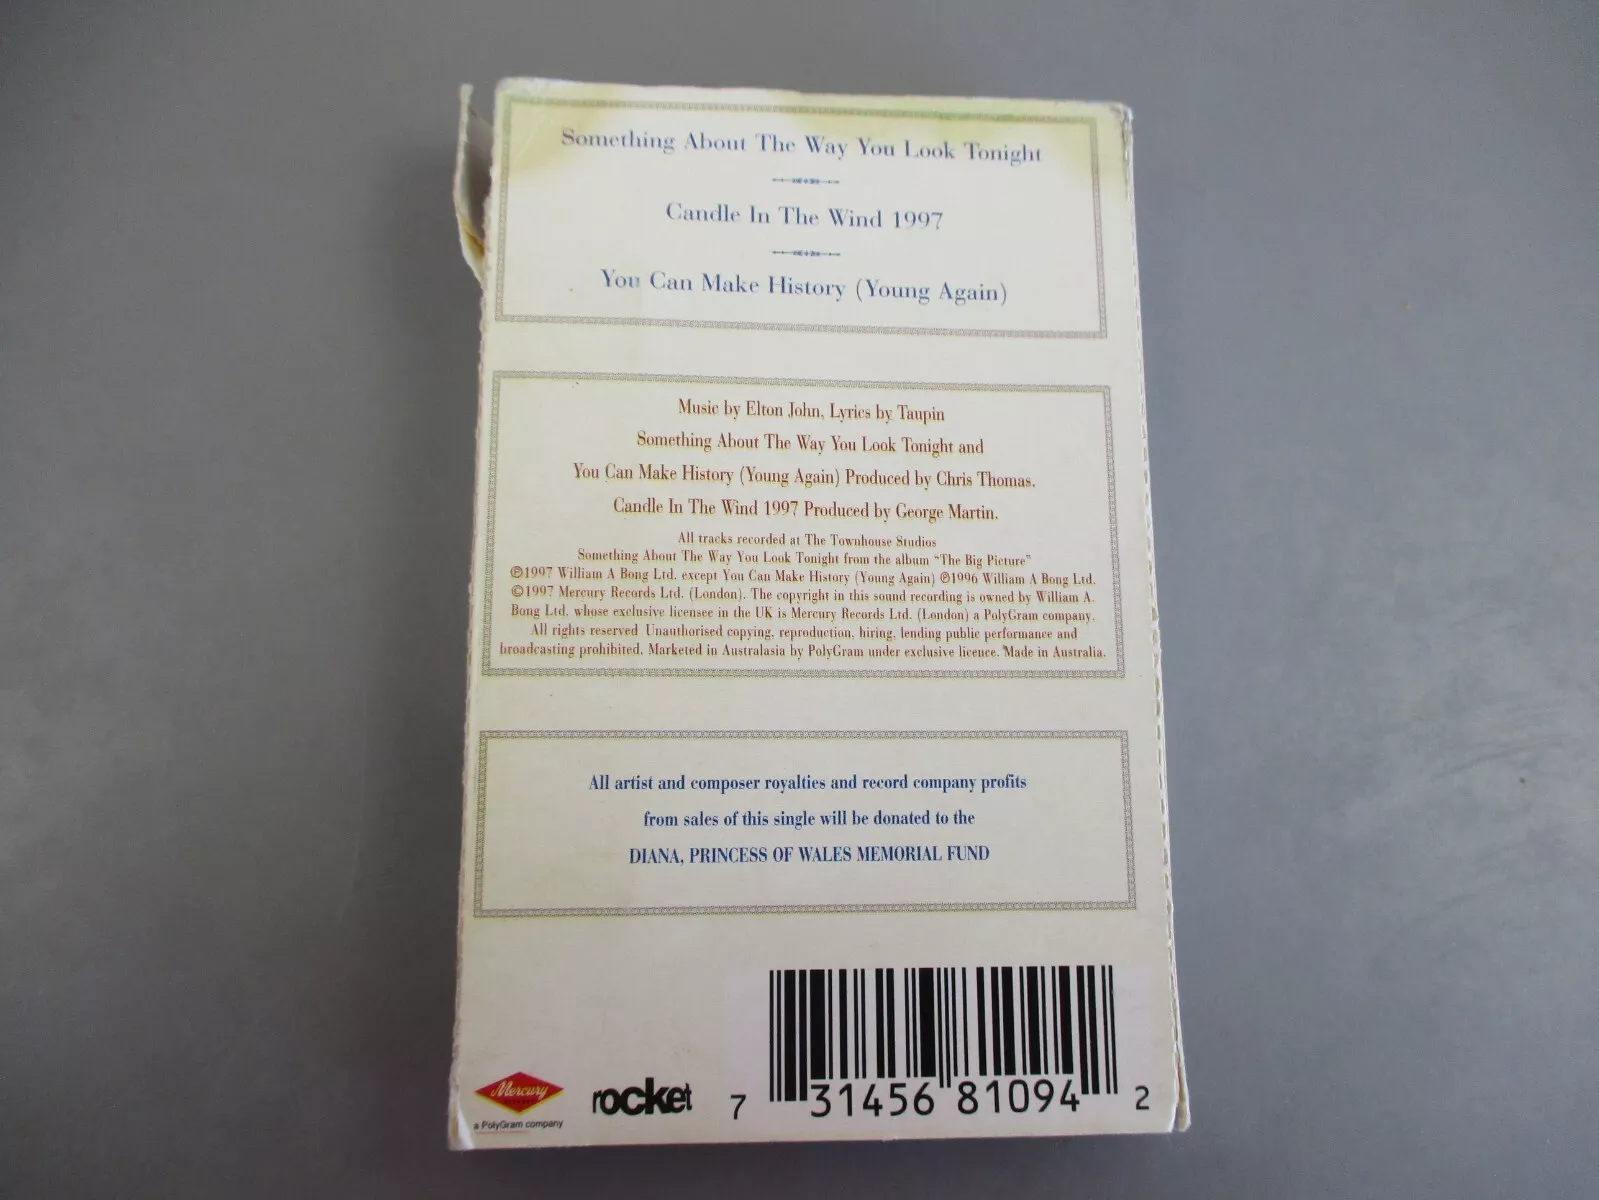 Something About The Way You Look Tonight
Candle In The Wind 1997
You Can Make History (Young Again)
Music by Elton John, Lyrics by Taupin
Something About The Way You Look Tonight and
You Can Make History (Young Again) Produced by Chris Thomas.
Candle In The Wind 1997 Produced by George Martin.
All tracks recorded at The Townhouse Studios
Something About The Way You Look Tonight from the album "The Big Picture"
℗1997 William A Bong Ltd. except You Can Make History (Young Again) ℗1996 William A Bong Ltd.
©1997 Mercury Records Ltd. (London). The copyright in this sound recording is owned by William A.
Bong Ltd. whose exclusive licensee in the UK is Mercury Records Ltd. (London) a PolyGram company.
All rights reserved Unauthorised copying, reproduction, hiring, lending public performance and
broadcasting prohibited. Marketed in Australasia by PolyGram under exclusive licence. Made in Australia.
All artist and composer royalties and record company profits
from sales of this single will be donated to the
DIANA, PRINCESS OF WALES MEMORIAL FUND
Mercury
a PolyGram company
rocket
7 31456 81094 2